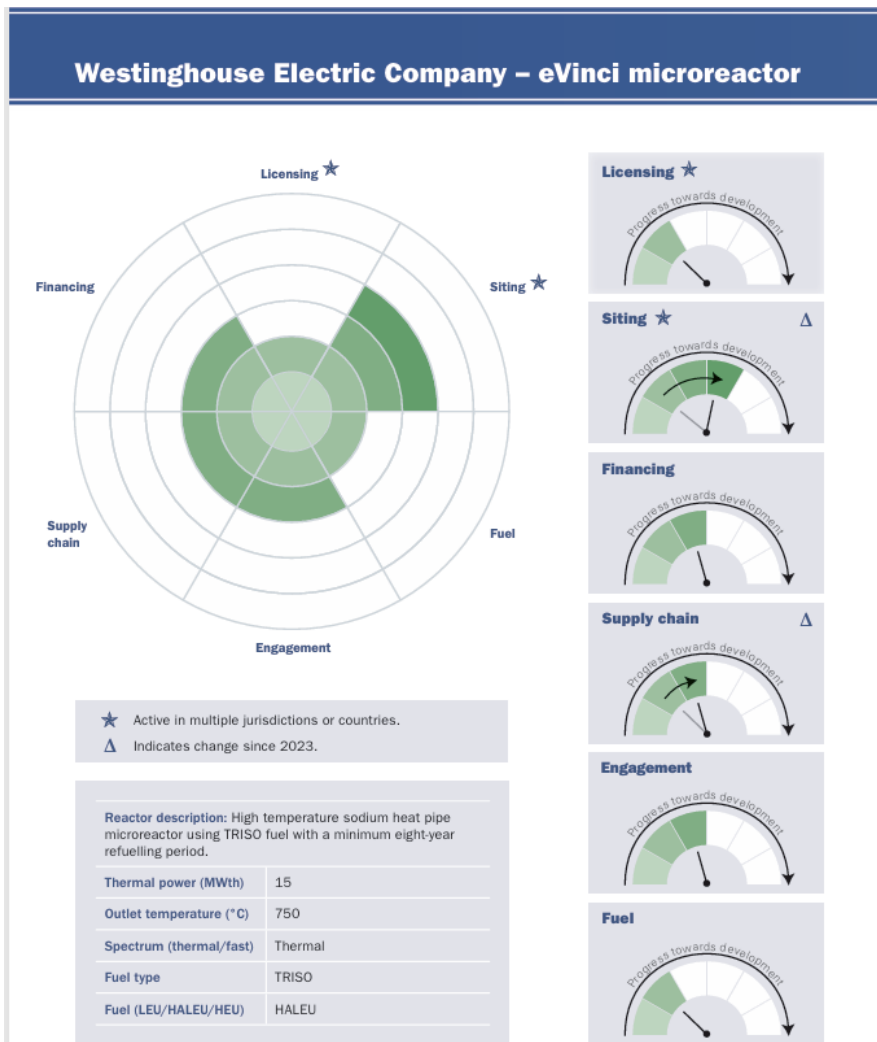 Westinghouse Electric Company – eVinci microreactor
Licensing
Financing
Siting
Supply
chain
Fuel
Engagement
Active in multiple jurisdictions or countries.
Δ Indicates change since 2023.
Reactor description: High temperature sodium heat pipe
microreactor using TRISO fuel with a minimum eight-year
refuelling period.
Thermal power (MWth) 15
Outlet temperature (°C) 750
Spectrum (thermal/fast) Thermal
Fuel type TRISO
Fuel (LEU/HALEU/HEU) HALEU
Licensing
Progress towards development
Siting Δ
Progress towards development
Financing
Progress towards development
Supply chain Δ
Progress towards development
Engagement
Progress towards development
Fuel
Progress towards development